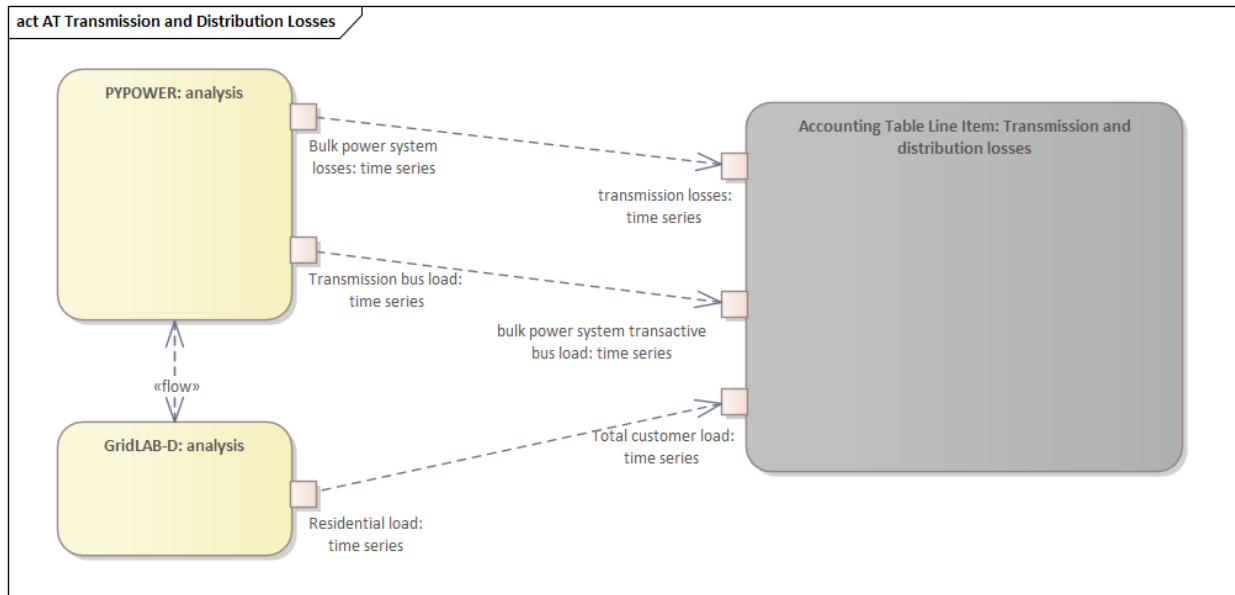 act AT Transmission and Distribution Losses
PYPOWER: analysis
Bulk power system
losses: time series
Transmission bus load:
time series
«flow»
GridLAB-D: analysis
Residential load:
time series
Accounting Table Line Item: Transmission and
distribution losses
transmission losses:
time series
bulk power system transactive
bus load: time series
Total customer load:
time series